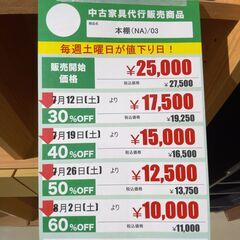 中古家具代行販売商品
品名
本棚(NA)/03
毎週土曜日が値下り日！
販売開始 ¥25,000
価格 税込価格 ¥27,500
7月12日(土) より ¥17,500
30%OFF 税込価格 ¥19,250
7月19日(土) より ¥15,000
40%OFF 税込価格 ¥16,500
7月26日(土) より ¥12,500
50%OFF 税込価格 ¥13,750
8月2日(土) より ¥10,000
60%OFF 税込価格 ¥11,000